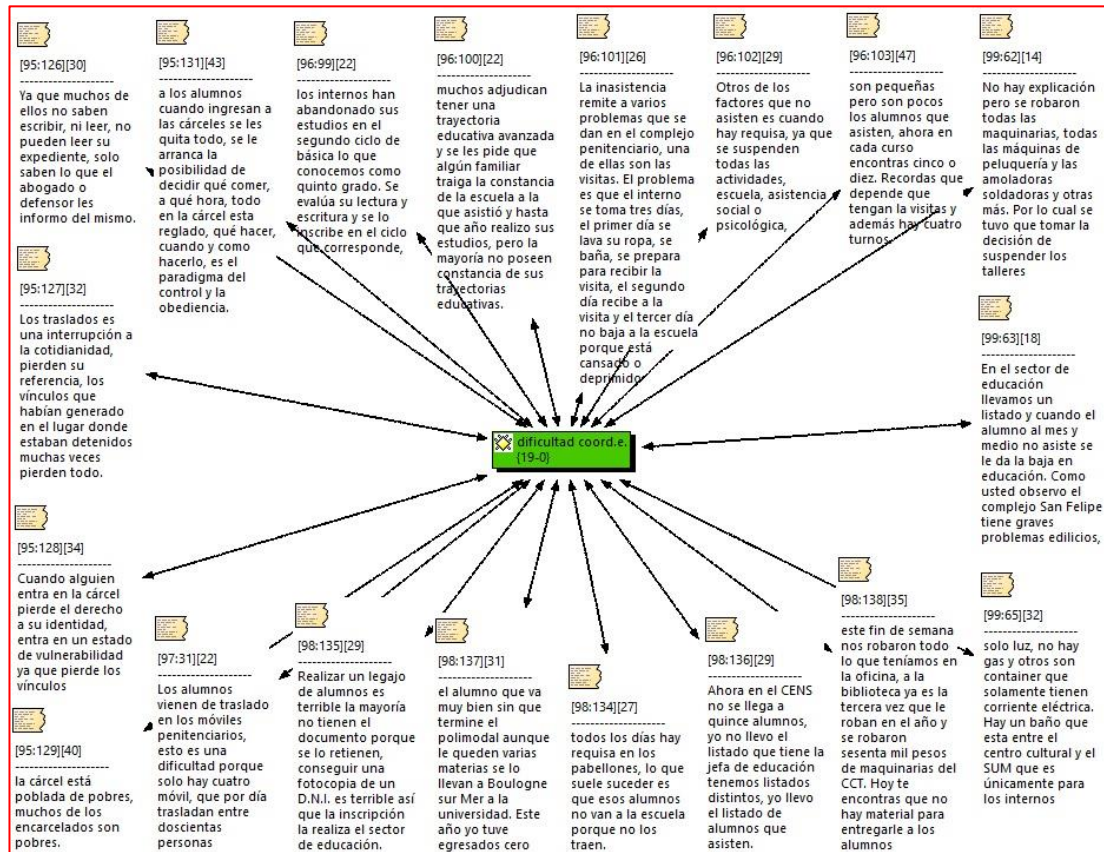 [95:126][30]
--------------------
Ya que muchos de
ellos no saben
escribir, ni leer, no
pueden leer su
expediente, solo
saben lo que el
abogado o
defensor les
informo del mismo.
[95:131][43]
--------------------
a los alumnos
cuando ingresan a
las cárceles se les
quita todo, se le
arranca la
posibilidad de
decidir qué comer,
a qué hora, todo
en la cárcel esta
reglado, qué hacer,
cuando y como
hacerlo, es el
paradigma del
control y la
obediencia.
[96:99][22]
--------------------
los internos han
abandonado sus
estudios en el
segundo ciclo de
básica lo que
conocemos como
quinto grado. Se
evalúa su lectura y
escritura y se lo
inscribe en el ciclo
que corresponde,
[96:100][22]
--------------------
muchos adjudican
tener una
trayectoria
educativa avanzada
y se les pide que
algún familiar
traiga la constancia
de la escuela a la
que asistió y hasta
que año realizo sus
estudios, pero la
mayoría no poseen
constancia de sus
trayectorias
educativas.
[96:101][26]
--------------------
La inasistencia
remite a varios
problemas que se
dan en el complejo
penitenciario, una
de ellas son las
visitas. El problema
es que el interno
se toma tres días,
el primer día se
lava su ropa, se
baña, se prepara
para recibir la
visita, el segundo
día recibe a la
visita y el tercer día
no baja a la escuela
porque está
cansado o
deprimido
[96:102][29]
--------------------
Otros de los
factores que no
asisten es cuando
hay requisa, ya que
se suspenden
todas las
actividades,
escuela, asistencia
social o
psicológica,
[96:103][47]
--------------------
son pequeñas
pero son pocos
los alumnos que
asisten, ahora en
cada curso
encontras cinco o
diez. Recordas que
depende que
tengan la visitas y
además hay cuatro
turnos.
[99:62][14]
--------------------
No hay explicación
pero se robaron
todas las
maquinarias, todas
las máquinas de
peluquería y las
amoladoras
soldadoras y otras
más. Por lo cual se
tuvo que tomar la
decisión de
suspender los
talleres
[95:127][32]
--------------------
Los traslados es
una interrupción a
la cotidianidad,
pierden su
referencia, los
vínculos que
habían generado
en el lugar donde
estaban detenidos
muchas veces
pierden todo.
[99:63][18]
--------------------
En el sector de
educación
llevamos un
listado y cuando el
alumno al mes y
medio no asiste se
le da la baja en
educación. Como
usted observo el
complejo San Felipe
tiene graves
problemas edilicios,
dificultad coord.e.
{19-0}
[95:128][34]
--------------------
Cuando alguien
entra en la cárcel
pierde el derecho
a su identidad,
entra en un estado
de vulnerabilidad
ya que pierde los
vínculos
[95:129][40]
--------------------
la cárcel está
poblada de pobres,
muchos de los
encarcelados son
pobres.
[97:31][22]
--------------------
Los alumnos
vienen de traslado
en los móviles
penitenciarios,
esto es una
dificultad porque
solo hay cuatro
móvil, que por día
trasladan entre
doscientas
personas
[98:135][29]
--------------------
Realizar un legajo
de alumnos es
terrible la mayoría
no tienen el
documento porque
se lo retienen,
conseguir una
fotocopia de un
D.N.I. es terrible así
que la inscripción
la realiza el sector
de educación.
[98:137][31]
--------------------
el alumno que va
muy bien sin que
termine el
polimodal aunque
le queden varias
materias se lo
llevan a Boulogne
sur Mer a la
universidad. Este
año yo tuve
egresados cero
[98:134][27]
--------------------
todos los días hay
requisa en los
pabellones, lo que
suele suceder es
que esos alumnos
no van a la escuela
porque no los
traen.
[98:136][29]
--------------------
Ahora en el CENS
no se llega a
quince alumnos,
yo no llevo el
listado que tiene la
jefa de educación
tenemos listados
distintos, yo llevo
el listado de
alumnos que
asisten.
[98:138][35]
--------------------
este fin de semana
nos robaron todo
lo que teníamos en
la oficina, a la
biblioteca ya es la
tercera vez que le
roban en el año y
se robaron
sesenta mil pesos
de maquinarias del
CCT. Hoy te
encontras que no
hay material para
entregarle a los
alumnos
[99:65][32]
--------------------
solo luz, no hay
gas y otros son
container que
solamente tienen
corriente eléctrica.
Hay un baño que
esta entre el
centro cultural y el
SUM que es
únicamente para
los internos